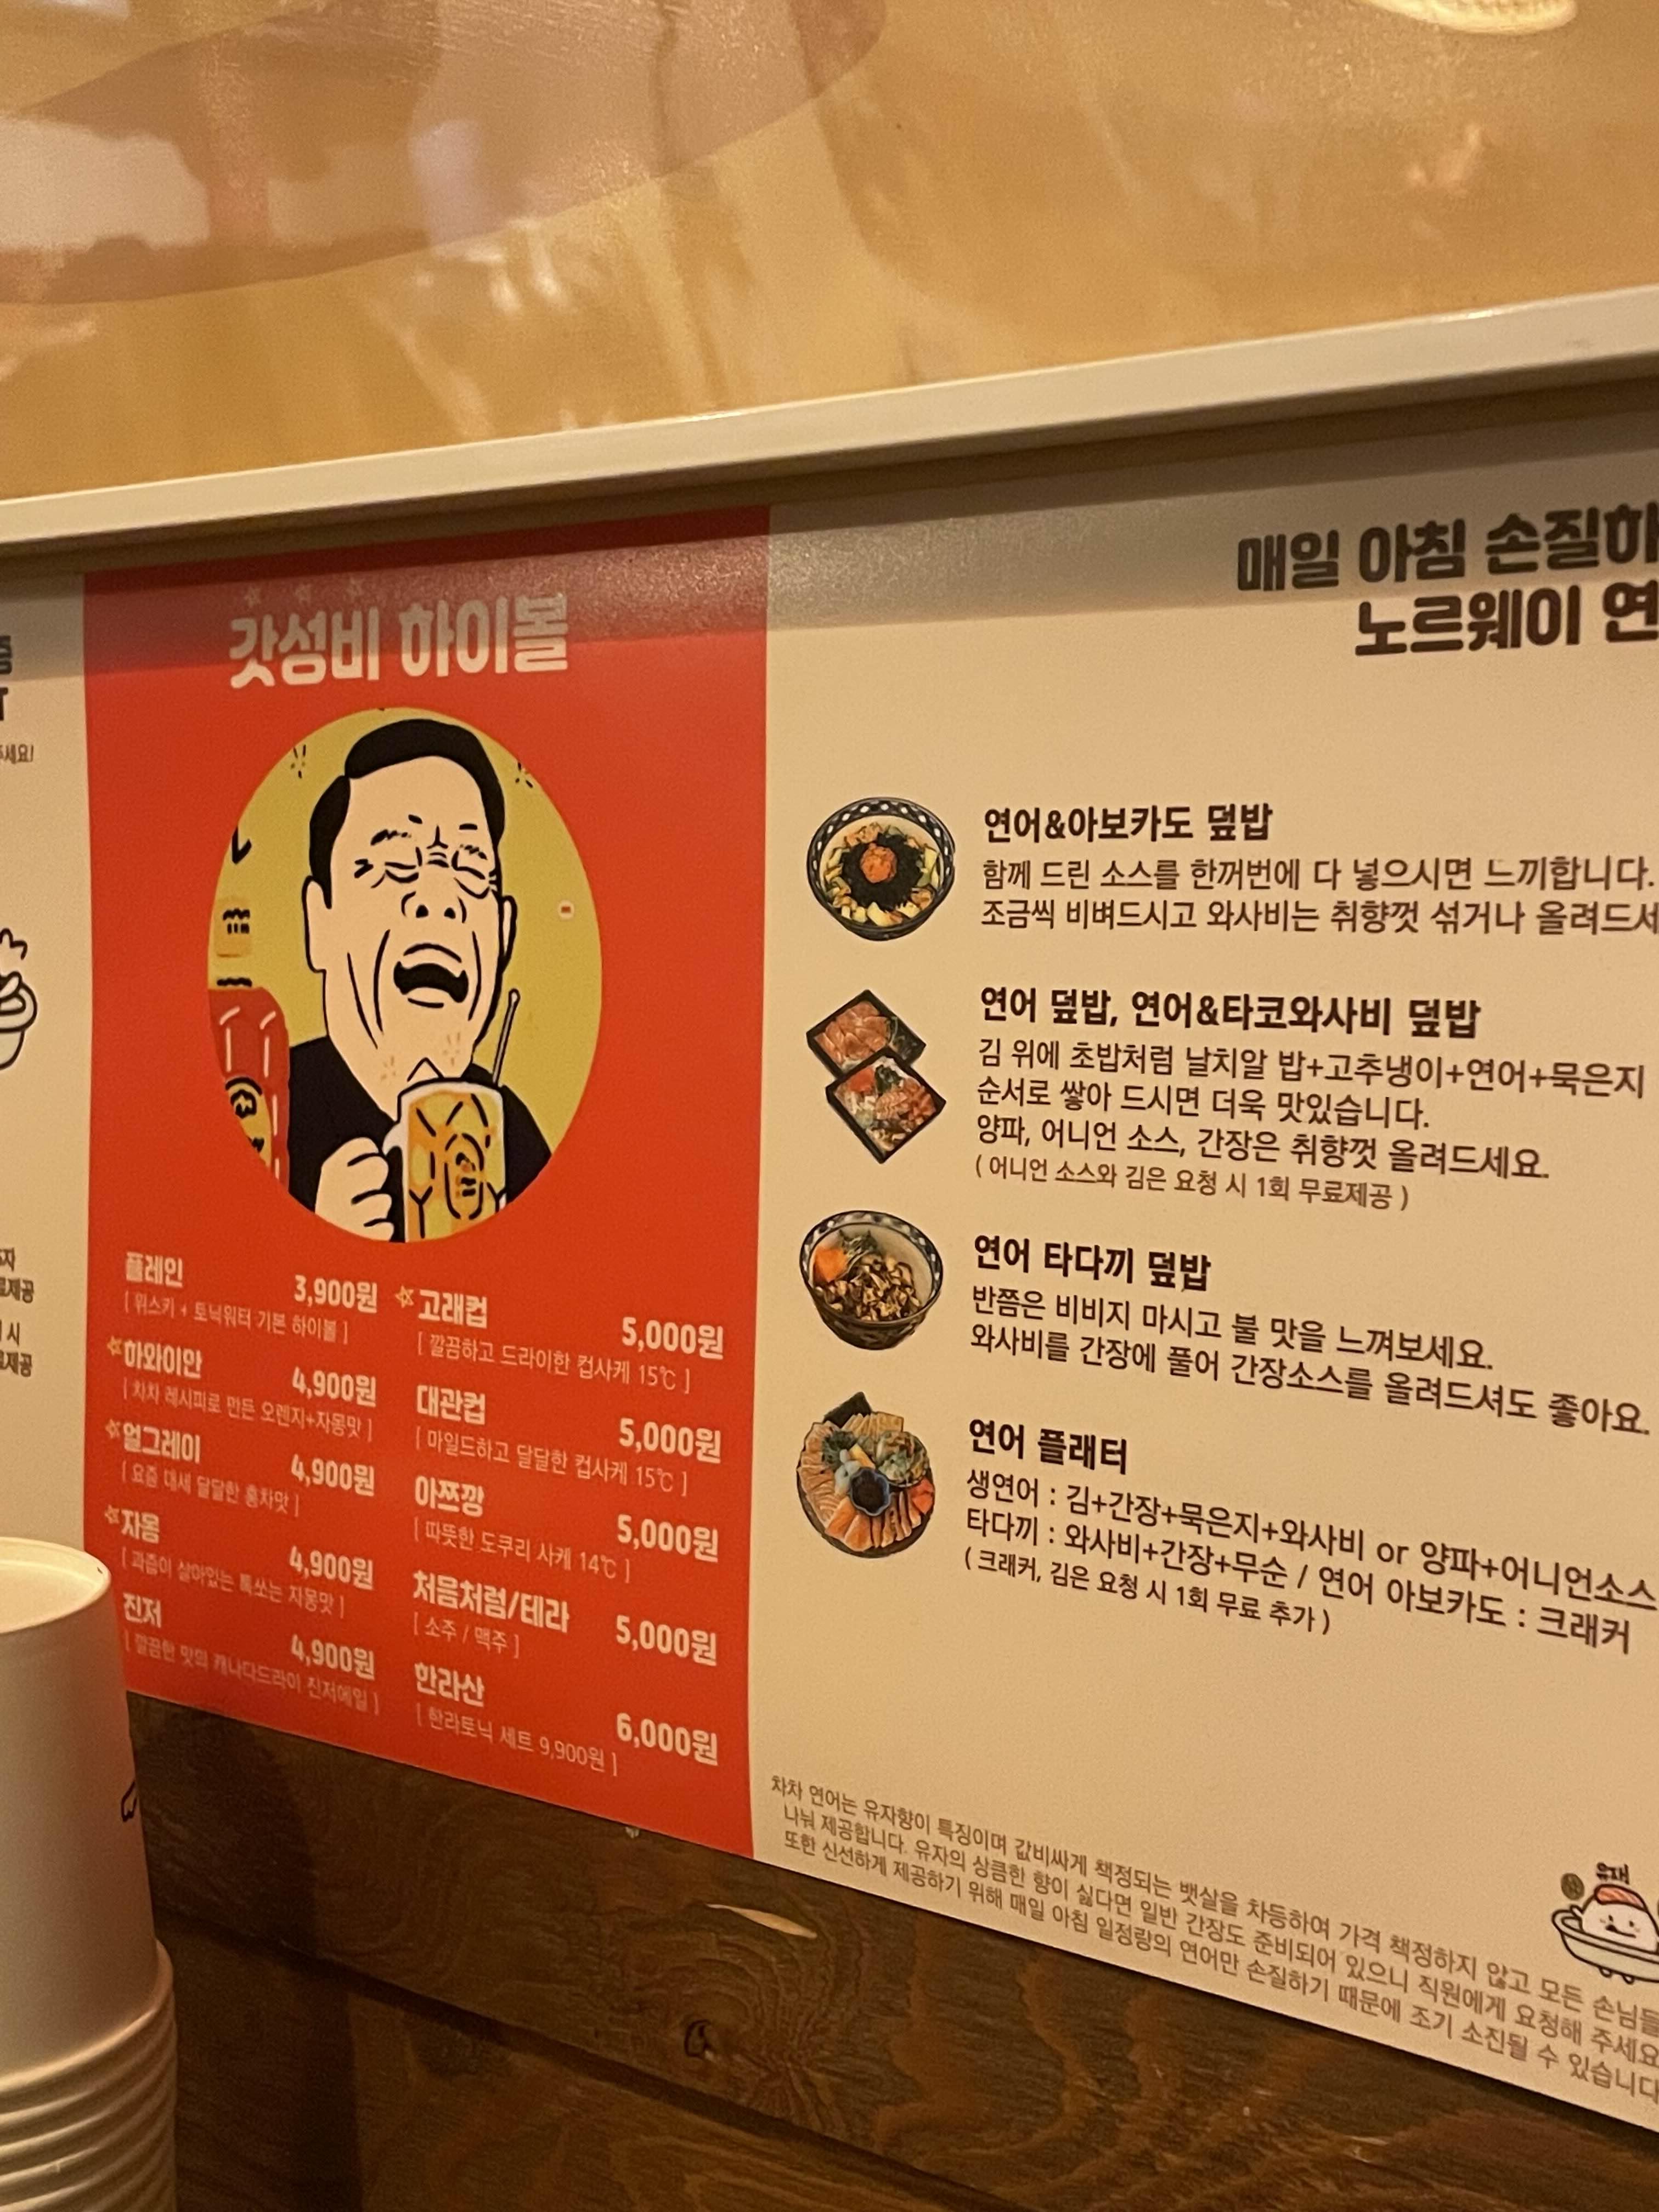 주세요!
갓성비 하이볼
플레인 3,900원
[ 위스키 + 토닉워터 기본 하이볼 ]
하와이안 4,900원
[ 차차 레시피로 만든 오렌지+자몽맛 ]
얼그레이 4,900원
[ 요즘 대세 달달한 홍차맛 ]
자몽 4,900원
[ 과즙이 살아있는 톡쏘는 자몽맛 ]
진저 4,900원
[ 깔끔한 맛의 캐나다드라이 진저에일 ]
고래컵 5,000원
[ 깔끔하고 드라이한 컵사케 15℃ ]
대관컵 5,000원
[ 마일드하고 달달한 컵사케 15℃ ]
아쯔깡 5,000원
[ 따뜻한 도쿠리 사케 14℃ ]
처음처럼/테라 5,000원
[ 소주 / 맥주 ]
한라산 6,000원
[ 한라토닉 세트 9,900원 ]
매일 아침 손질하
노르웨이 연
연어&아보카도 덮밥
함께 드린 소스를 한꺼번에 다 넣으시면 느끼합니다.
조금씩 비벼드시고 와사비는 취향껏 섞거나 올려드세
연어 덮밥, 연어&타코와사비 덮밥
김 위에 초밥처럼 날치알 밥+고추냉이+연어+묵은지
순서로 쌓아 드시면 더욱 맛있습니다.
양파, 어니언 소스, 간장은 취향껏 올려드세요.
( 어니언 소스와 김은 요청 시 1회 무료제공 )
연어 타다끼 덮밥
반쯤은 비비지 마시고 불 맛을 느껴보세요.
와사비를 간장에 풀어 간장소스를 올려드셔도 좋아요.
연어 플래터
생연어 : 김+간장+묵은지+와사비 or 양파+어니언소스
타다끼 : 와사비+간장+무순 / 연어 아보카도 : 크래커
( 크래커, 김은 요청 시 1회 무료 추가 )
차차 연어는 유자향이 특징이며 값비싸게 책정되는 뱃살을 차등하여 가격 책정하지 않고 모든 손님들
나눠 제공합니다. 유자의 상큼한 향이 싫다면 일반 간장도 준비되어 있으니 직원에게 요청해 주세요
또한 신선하게 제공하기 위해 매일 아침 일정량의 연어만 손질하기 때문에 조기 소진될 수 있습니다